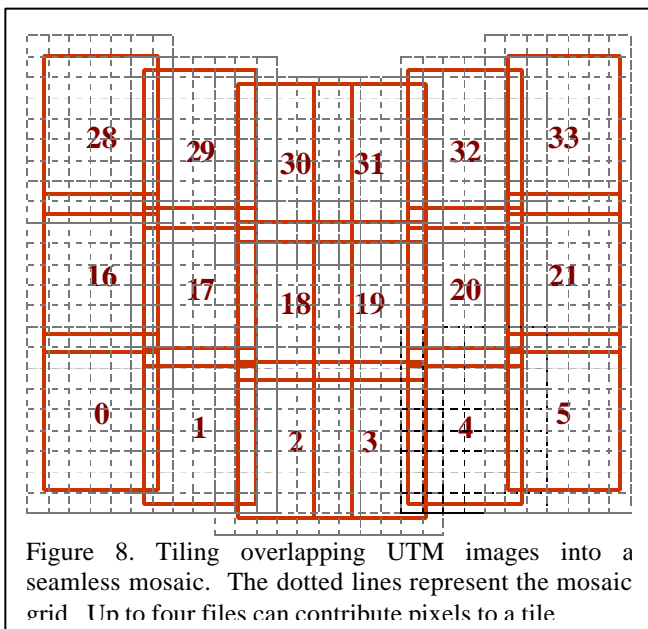 28 29 30 31 32 33
16 17 18 19 20 21
0 1 2 3 4 5
Figure 8. Tiling overlapping UTM images into a
seamless mosaic. The dotted lines represent the mosaic
grid. Up to four files can contribute pixels to a tile